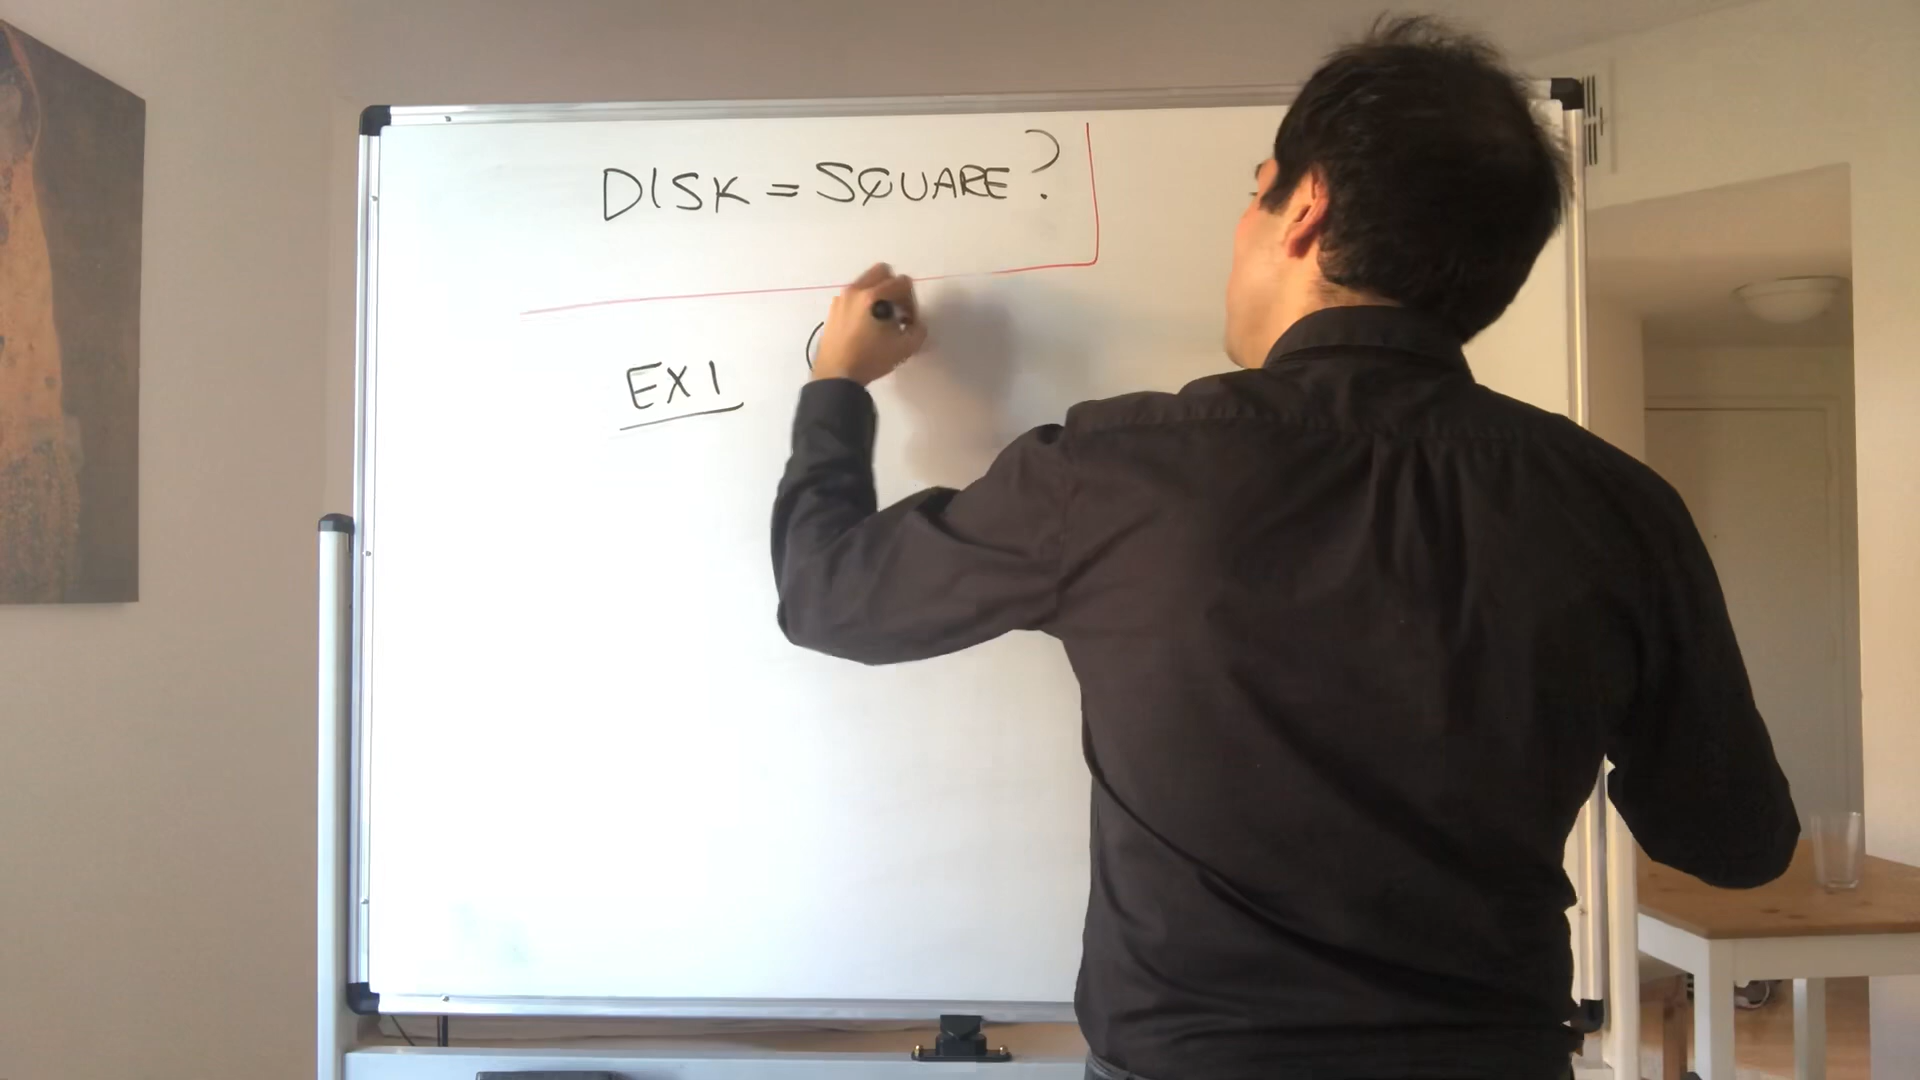 DISK = SQUARE?
EX 1
(